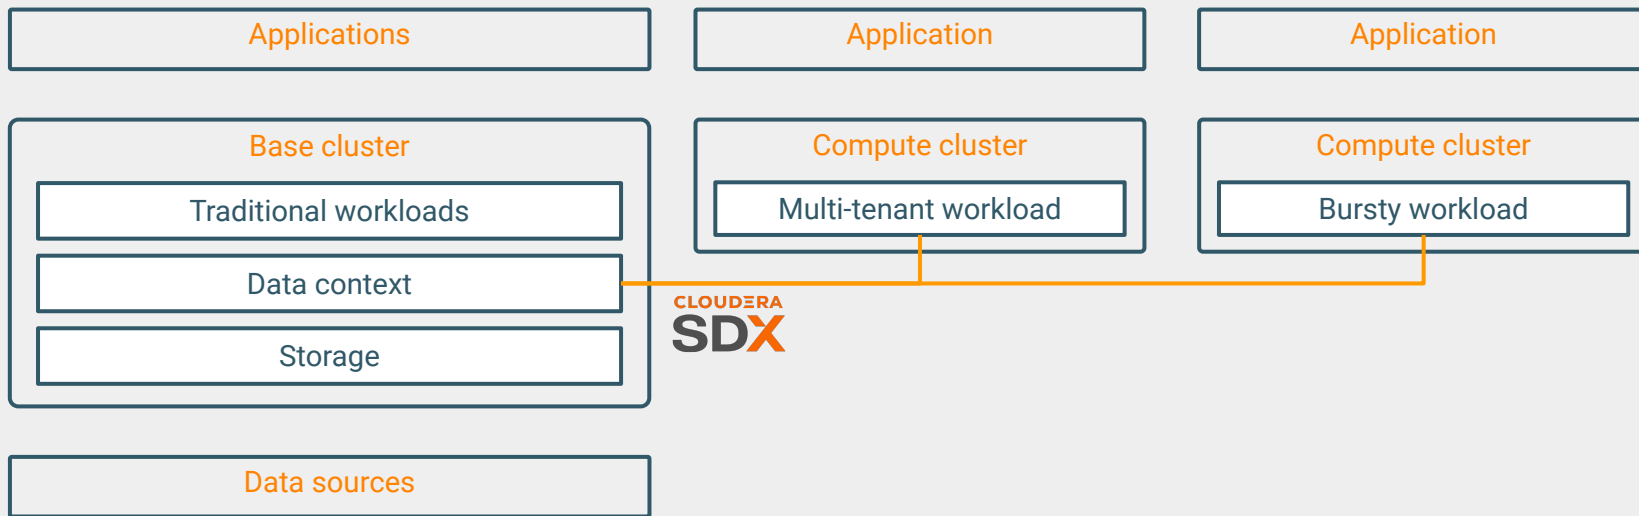 Applications
Application
Application
Base cluster
Traditional workloads
Data context
Storage
Compute cluster
Multi-tenant workload
Compute cluster
Bursty workload
CLOUDERA
SDX
Data sources